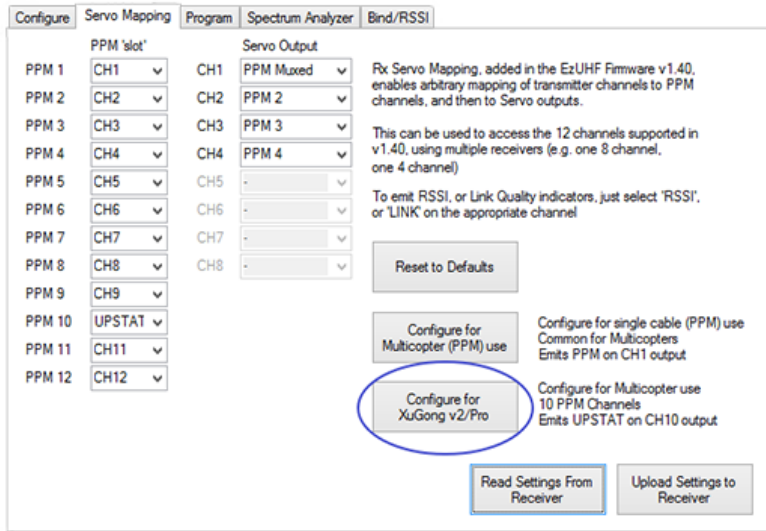 Configure Servo Mapping Program Spectrum Analyzer Bind/RSSI
PPM 'slot' Servo Output
PPM 1 CH1 CH1 PPM Muxed
PPM 2 CH2 CH2 PPM 2
PPM 3 CH3 CH3 PPM 3
PPM 4 CH4 CH4 PPM 4
PPM 5 CH5 CH5 -
PPM 6 CH6 CH6 -
PPM 7 CH7 CH7 -
PPM 8 CH8 CH8 -
PPM 9 CH9
PPM 10 UPSTAT
PPM 11 CH11
PPM 12 CH12
Rx Servo Mapping, added in the EzUHF Firmware v1.40,
enables arbitrary mapping of transmitter channels to PPM
channels, and then to Servo outputs.
This can be used to access the 12 channels supported in
v1.40, using multiple receivers (e.g. one 8 channel,
one 4 channel)
To emit RSSI, or Link Quality indicators, just select 'RSSI',
or 'LINK' on the appropriate channel
Reset to Defaults
Configure for
Multicopter (PPM) use
Configure for single cable (PPM) use
Common for Multicopters
Emits PPM on CH1 output
Configure for
XuGong v2/Pro
Configure for Multicopter use
10 PPM Channels
Emits UPSTAT on CH10 output
Read Settings From
Receiver
Upload Settings to
Receiver